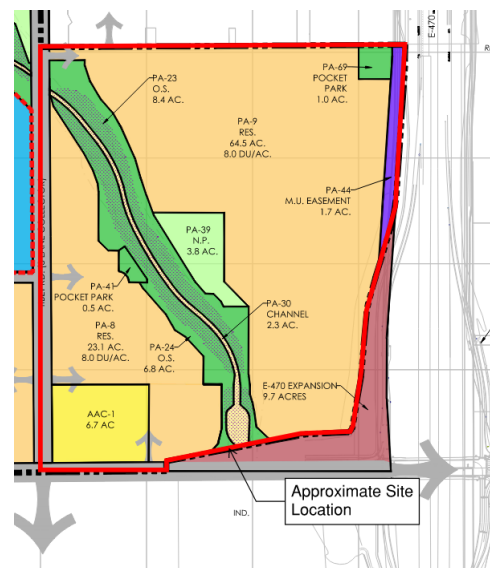 E-470
PA-23
O.S.
8.4 AC.
PA-69
POCKET
PARK
1.0 AC.
PA-9
RES.
64.5 AC.
8.0 DU/AC.
PA-44
M.U. EASEMENT
1.7 AC.
PA-39
N.P.
3.8 AC.
PA-41
POCKET PARK
0.5 AC.
PA-30
CHANNEL
2.3 AC.
PA-8
RES.
23.1 AC.
8.0 DU/AC.
PA-24
O.S.
6.8 AC.
E-470 EXPANSION
9.7 ACRES
AAC-1
6.7 AC
Approximate Site
Location
IND.